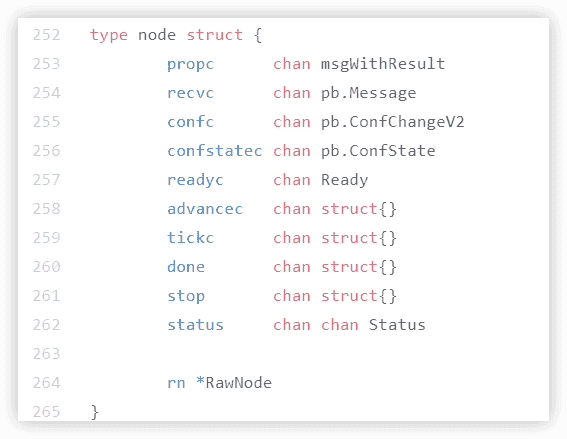 252 type node struct {
253 propc chan msgWithResult
254 recvc chan pb.Message
255 confc chan pb.ConfChangeV2
256 confstatec chan pb.ConfState
257 readyc chan Ready
258 advancec chan struct{}
259 tickc chan struct{}
260 done chan struct{}
261 stop chan struct{}
262 status chan chan Status
263
264 rn *RawNode
265 }